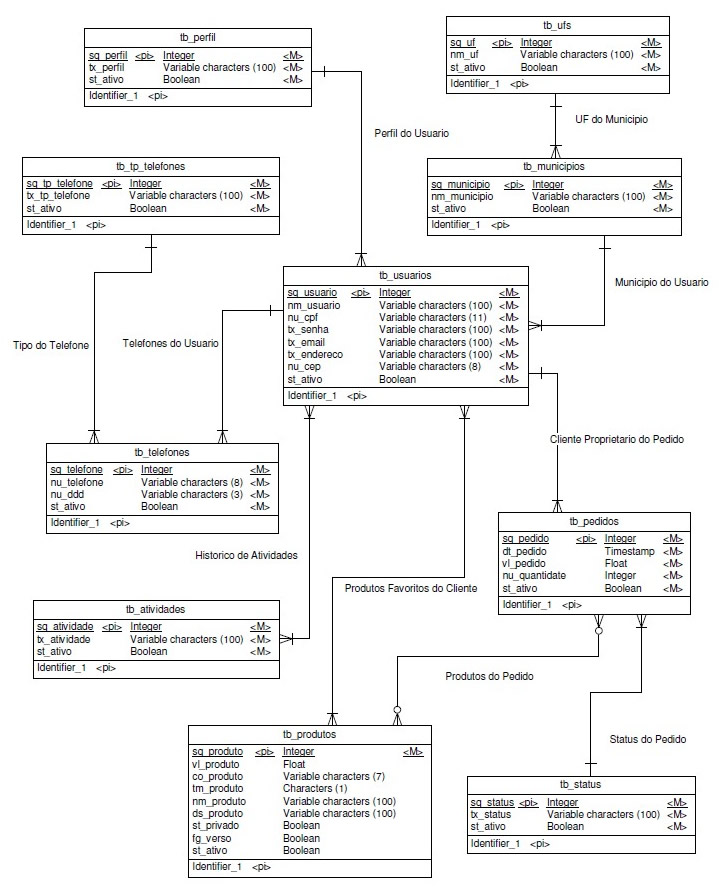 tb_perfil
sq_perfil <pi> Integer <M>
tx_perfil Variable characters (100) <M>
st_ativo Boolean <M>
Identifier_1 <pi>
tb_ufs
sq_uf <pi> Integer <M>
nm_uf Variable characters (100) <M>
st_ativo Boolean <M>
Identifier_1 <pi>
UF do Municipio
Perfil do Usuario
tb_tp_telefones
sq_tp_telefone <pi> Integer <M>
tx_tp_telefone Variable characters (100) <M>
st_ativo Boolean <M>
Identifier_1 <pi>
tb_municipios
sq_municipio <pi> Integer <M>
nm_municipio Variable characters (100) <M>
st_ativo Boolean <M>
Identifier_1 <pi>
Municipio do Usuario
tb_usuarios
sq_usuario <pi> Integer <M>
nm_usuario Variable characters (100) <M>
nu_cpf Variable characters (11) <M>
tx_senha Variable characters (100) <M>
tx_email Variable characters (100) <M>
tx_endereco Variable characters (100) <M>
nu_cep Variable characters (8) <M>
st_ativo Boolean <M>
Identifier_1 <pi>
Tipo do Telefone
Telefones do Usuario
Cliente Proprietario do Pedido
tb_telefones
sq_telefone <pi> Integer <M>
nu_telefone Variable characters (8) <M>
nu_ddd Variable characters (3) <M>
st_ativo Boolean <M>
Identifier_1 <pi>
tb_pedidos
sq_pedido <pi> Integer <M>
dt_pedido Timestamp <M>
vl_pedido Float <M>
nu_quantidate Integer <M>
st_ativo Boolean <M>
Identifier_1 <pi>
Historico de Atividades
Produtos Favoritos do Cliente
tb_atividades
sq_atividade <pi> Integer <M>
tx_atividade Variable characters (100) <M>
st_ativo Boolean <M>
Identifier_1 <pi>
Produtos do Pedido
Status do Pedido
tb_produtos
sq_produto <pi> Integer <M>
vl_produto Float
co_produto Variable characters (7)
tm_produto Characters (1)
nm_produto Variable characters (100)
ds_produto Variable characters (100)
st_privado Boolean
fg_verso Boolean
st_ativo Boolean
Identifier_1 <pi>
tb_status
sq_status <pi> Integer <M>
tx_status Variable characters (100) <M>
st_ativo Boolean <M>
Identifier_1 <pi>